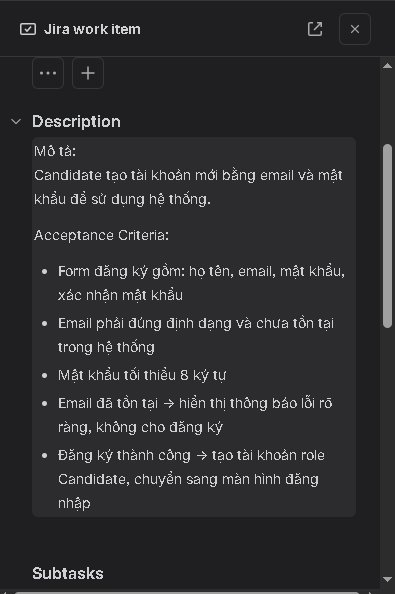 Jira work item
Description
Mô tả:
Candidate tạo tài khoản mới bằng email và mật
khẩu để sử dụng hệ thống.
Acceptance Criteria:
Form đăng ký gồm: họ tên, email, mật khẩu,
xác nhận mật khẩu
Email phải đúng định dạng và chưa tồn tại
trong hệ thống
Mật khẩu tối thiểu 8 ký tự
Email đã tồn tại → hiển thị thông báo lỗi rõ
ràng, không cho đăng ký
Đăng ký thành công → tạo tài khoản role
Candidate, chuyển sang màn hình đăng
nhập
Subtasks